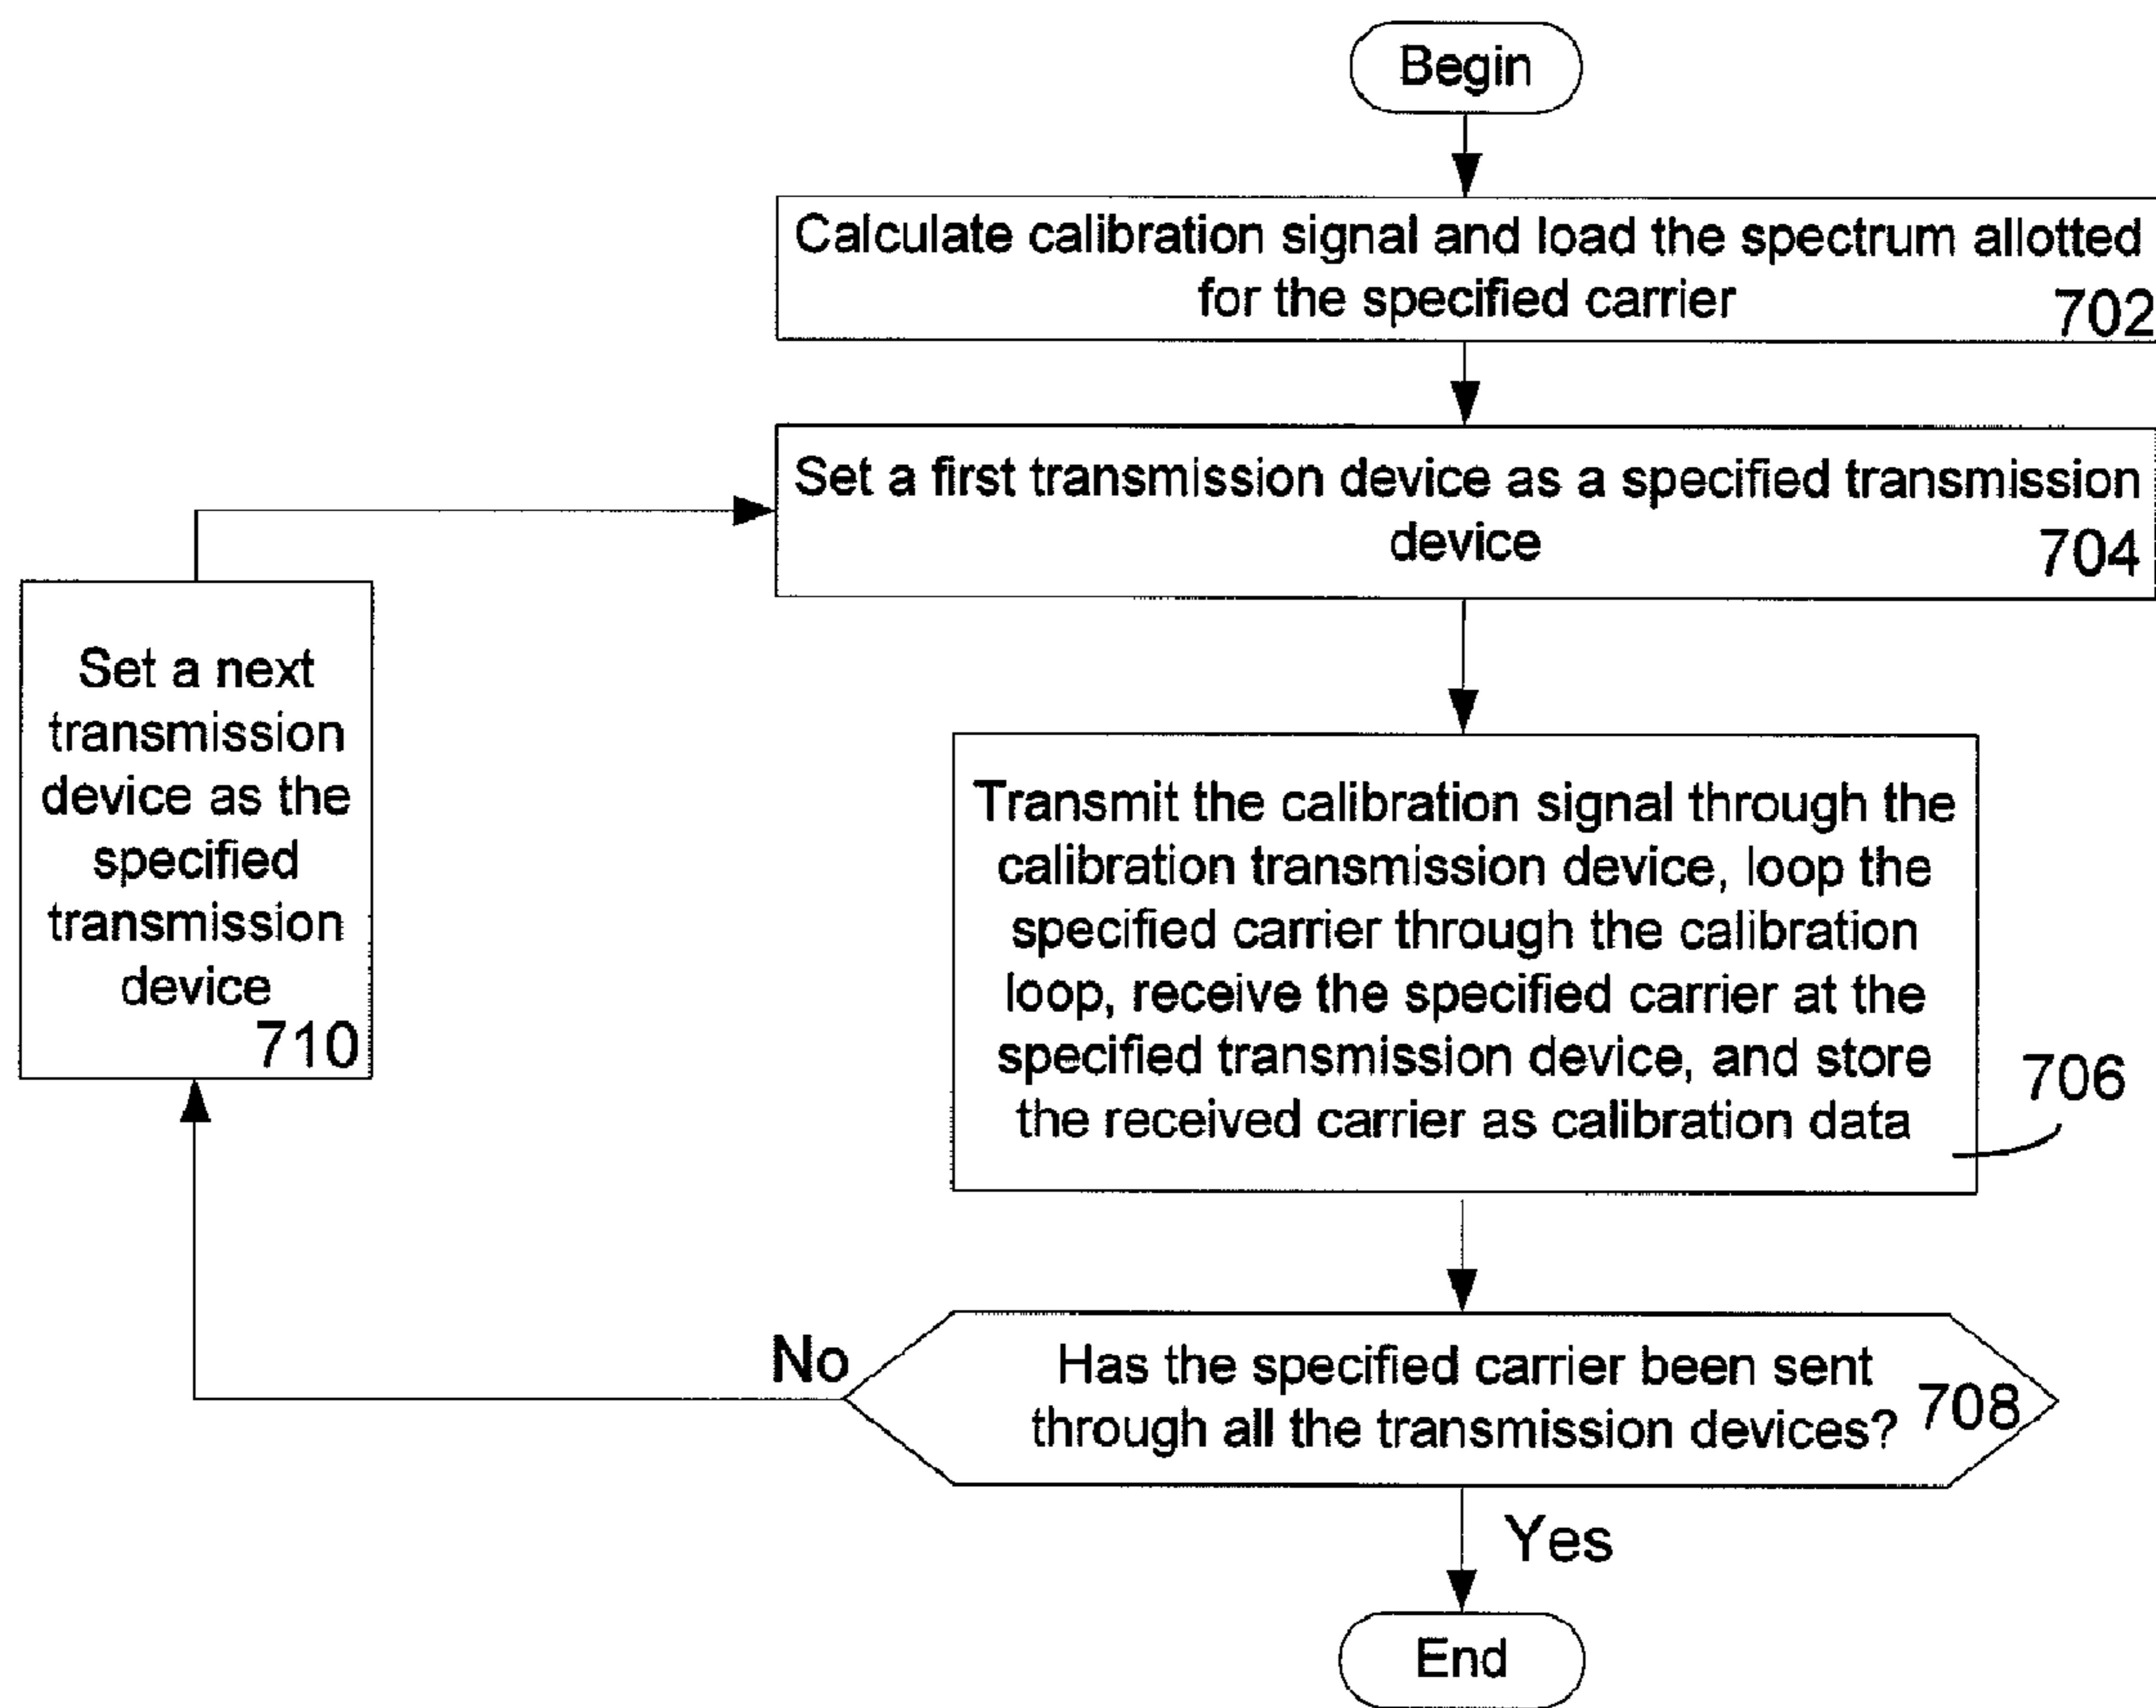 Begin
Calculate calibration signal and load the spectrum allotted
for the specified carrier
702
Set a first transmission device as a specified transmission
device
704
Set a next
transmission
device as the
specified
transmission
device
710
Transmit the calibration signal through the
calibration transmission device, loop the
specified carrier through the calibration
loop, receive the specified carrier at the
specified transmission device, and store
the received carrier as calibration data
706
No
Has the specified carrier been sent
through all the transmission devices?
708
Yes
End